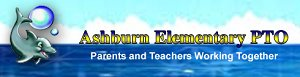 Ashburn Elementary PTO
Parents and Teachers Working Together